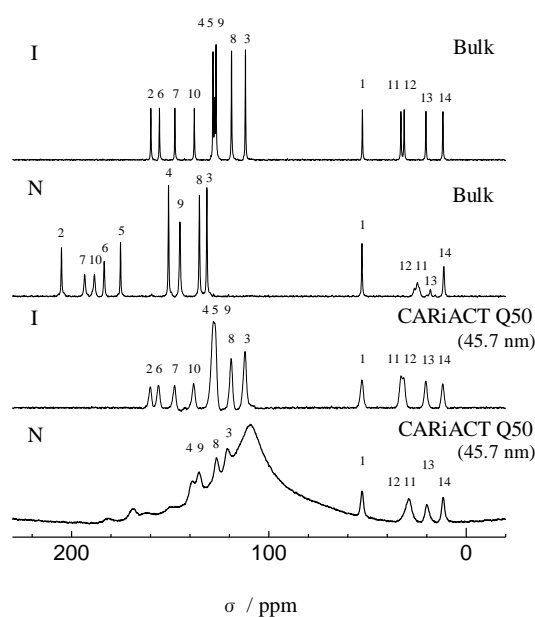 4 5 9
I
8 3
Bulk
2 6 7 10
1
11 12
13 14
N
4
8 3
Bulk
9
2
5
1
7 10 6
12 11
13
14
I
4 5 9
CARiACT Q50
(45.7 nm)
8 3
2 6 7 10
1
11 12
13 14
N
CARiACT Q50
(45.7 nm)
4 9 8 3
1
12 11
13
14
200 100 0
σ / ppm